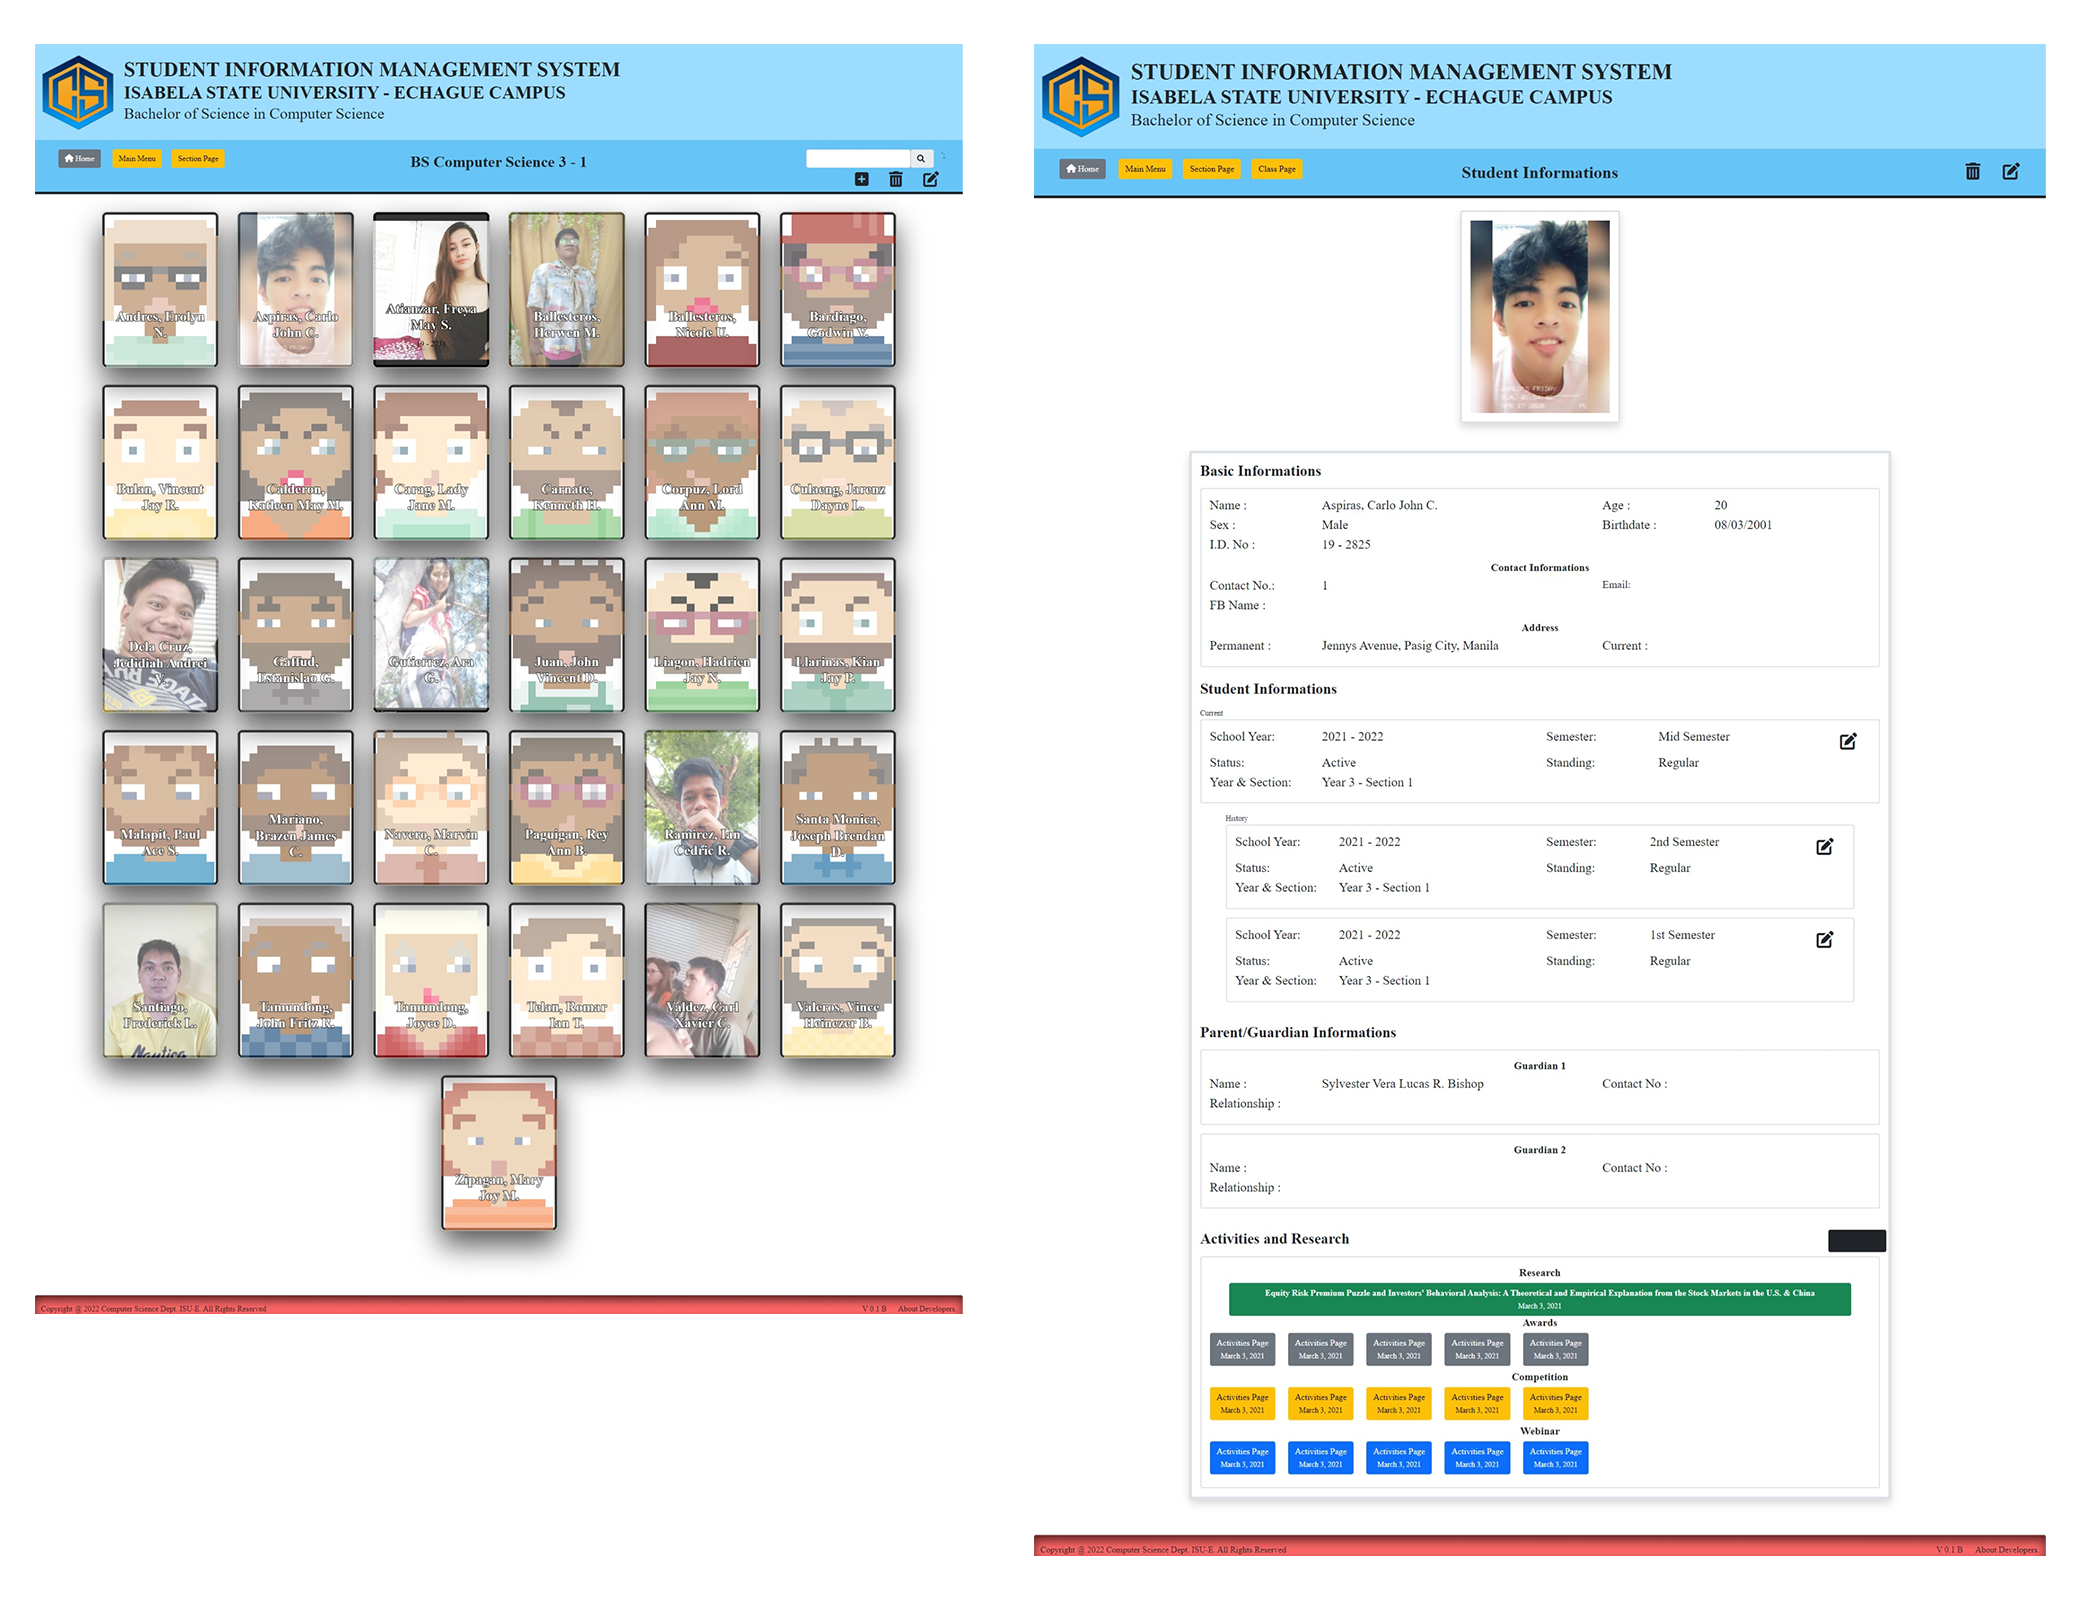 STUDENT INFORMATION MANAGEMENT SYSTEM
ISABELA STATE UNIVERSITY - ECHAGUE CAMPUS
Bachelor of Science in Computer Science
Home
Main Menu
Section Page
BS Computer Science 3 - 1
Andres, Erolyn
N.
Aspiras, Carlo
John C.
Atianzar, Freya
May S.
Ballesteros,
Herwen M.
Ballesteros,
Nicole U.
Bardiago,
Godwin V.
Bulan, Vincent
Jay R.
Calderon,
Katleen May M.
Carag, Lady
Jane M.
Carnate,
Kenneth H.
Corpuz, Lord
Ann M.
Culaeng, Jarenz
Dayne L.
Dela Cruz,
Jedidiah Andrei
V.
Gaffud,
Estanislao G.
Gutierrez, Ara
G.
Juan, John
Vincent D.
Liagon, Hadrien
Jay N.
Llarinas, Kian
Jay P.
Malapit, Paul
Ace S.
Mariano,
Brazen James
C.
Navero, Marvin
C.
Paguigan, Rey
Ann B.
Ramirez, Ian
Cedric R.
Santa Monica,
Joseph Brendan
D.
Santiago,
Frederick L.
Tamundong,
John Fritz R.
Tamundong,
Joyce D.
Telan, Romar
Ian T.
Valdez, Carl
Xavier C.
Valeros, Vince
Heinezer B.
Nautica
Zipagan, Mary
Joy M.
Copyright @ 2022 Computer Science Dept. ISU-E. All Rights Reserved
V 0.1 B
About Developers
STUDENT INFORMATION MANAGEMENT SYSTEM
ISABELA STATE UNIVERSITY - ECHAGUE CAMPUS
Bachelor of Science in Computer Science
Home
Main Menu
Section Page
Class Page
Student Informations
Basic Informations
Name : Aspiras, Carlo John C. Age : 20
Sex : Male Birthdate : 08/03/2001
I.D. No : 19 - 2825
Contact Informations
Contact No.: 1 Email:
FB Name :
Address
Permanent : Jennys Avenue, Pasig City, Manila Current :
Student Informations
Current
School Year: 2021 - 2022 Semester: Mid Semester
Status: Active Standing: Regular
Year & Section: Year 3 - Section 1
History
School Year: 2021 - 2022 Semester: 2nd Semester
Status: Active Standing: Regular
Year & Section: Year 3 - Section 1
School Year: 2021 - 2022 Semester: 1st Semester
Status: Active Standing: Regular
Year & Section: Year 3 - Section 1
Parent/Guardian Informations
Guardian 1
Name : Sylvester Vera Lucas R. Bishop Contact No :
Relationship :
Guardian 2
Name : Contact No :
Relationship :
Activities and Research
Research
Equity Risk Premium Puzzle and Investors' Behavioral Analysis: A Theoretical and Empirical Explanation from the Stock Markets in the U.S. & China
March 3, 2021
Awards
Activities Page Activities Page Activities Page Activities Page Activities Page
March 3, 2021 March 3, 2021 March 3, 2021 March 3, 2021 March 3, 2021
Competition
Activities Page Activities Page Activities Page Activities Page Activities Page
March 3, 2021 March 3, 2021 March 3, 2021 March 3, 2021 March 3, 2021
Webinar
Activities Page Activities Page Activities Page Activities Page Activities Page
March 3, 2021 March 3, 2021 March 3, 2021 March 3, 2021 March 3, 2021
Copyright @ 2022 Computer Science Dept. ISU-E. All Rights Reserved
V 0.1 B
About Developers